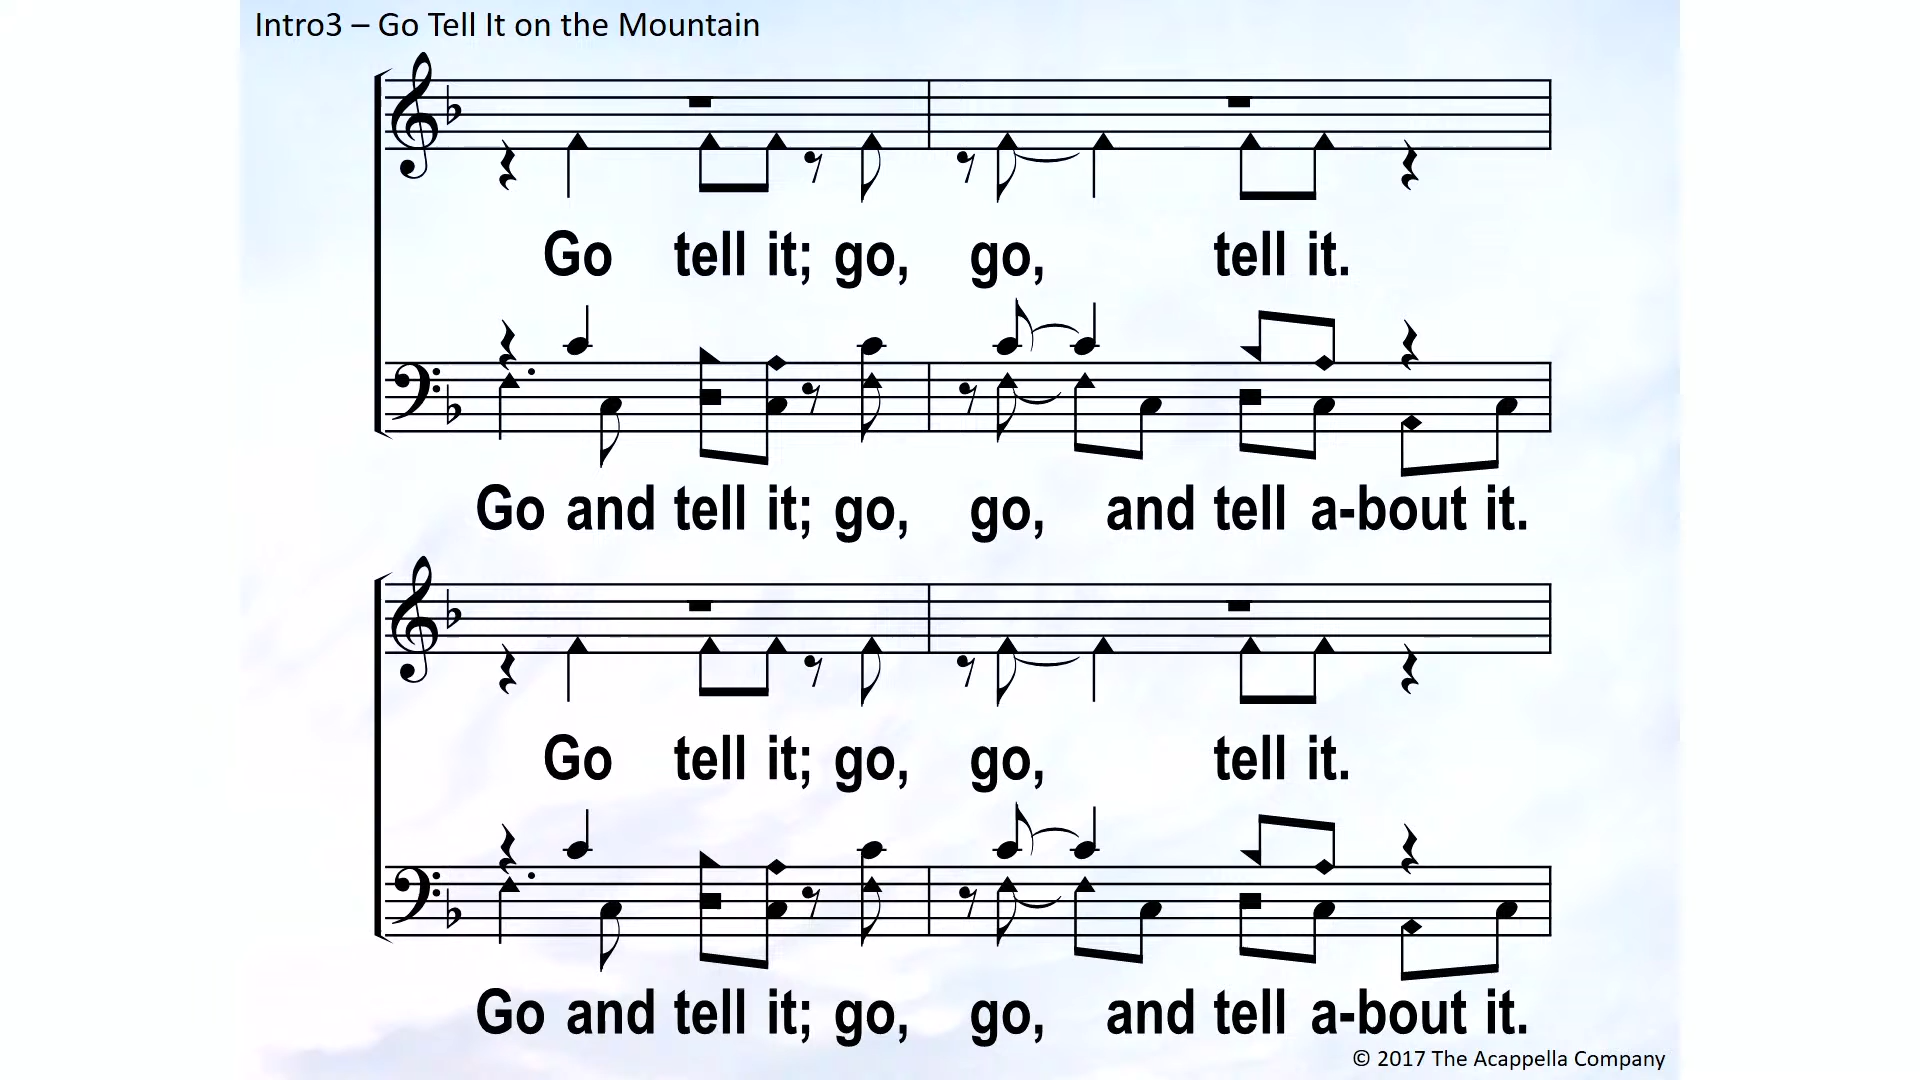 Intro3 – Go Tell It on the Mountain
Go tell it; go, go, tell it.
Go and tell it; go, go, and tell a-bout it.
Go tell it; go, go, tell it.
Go and tell it; go, go, and tell a-bout it.
© 2017 The Acappella Company